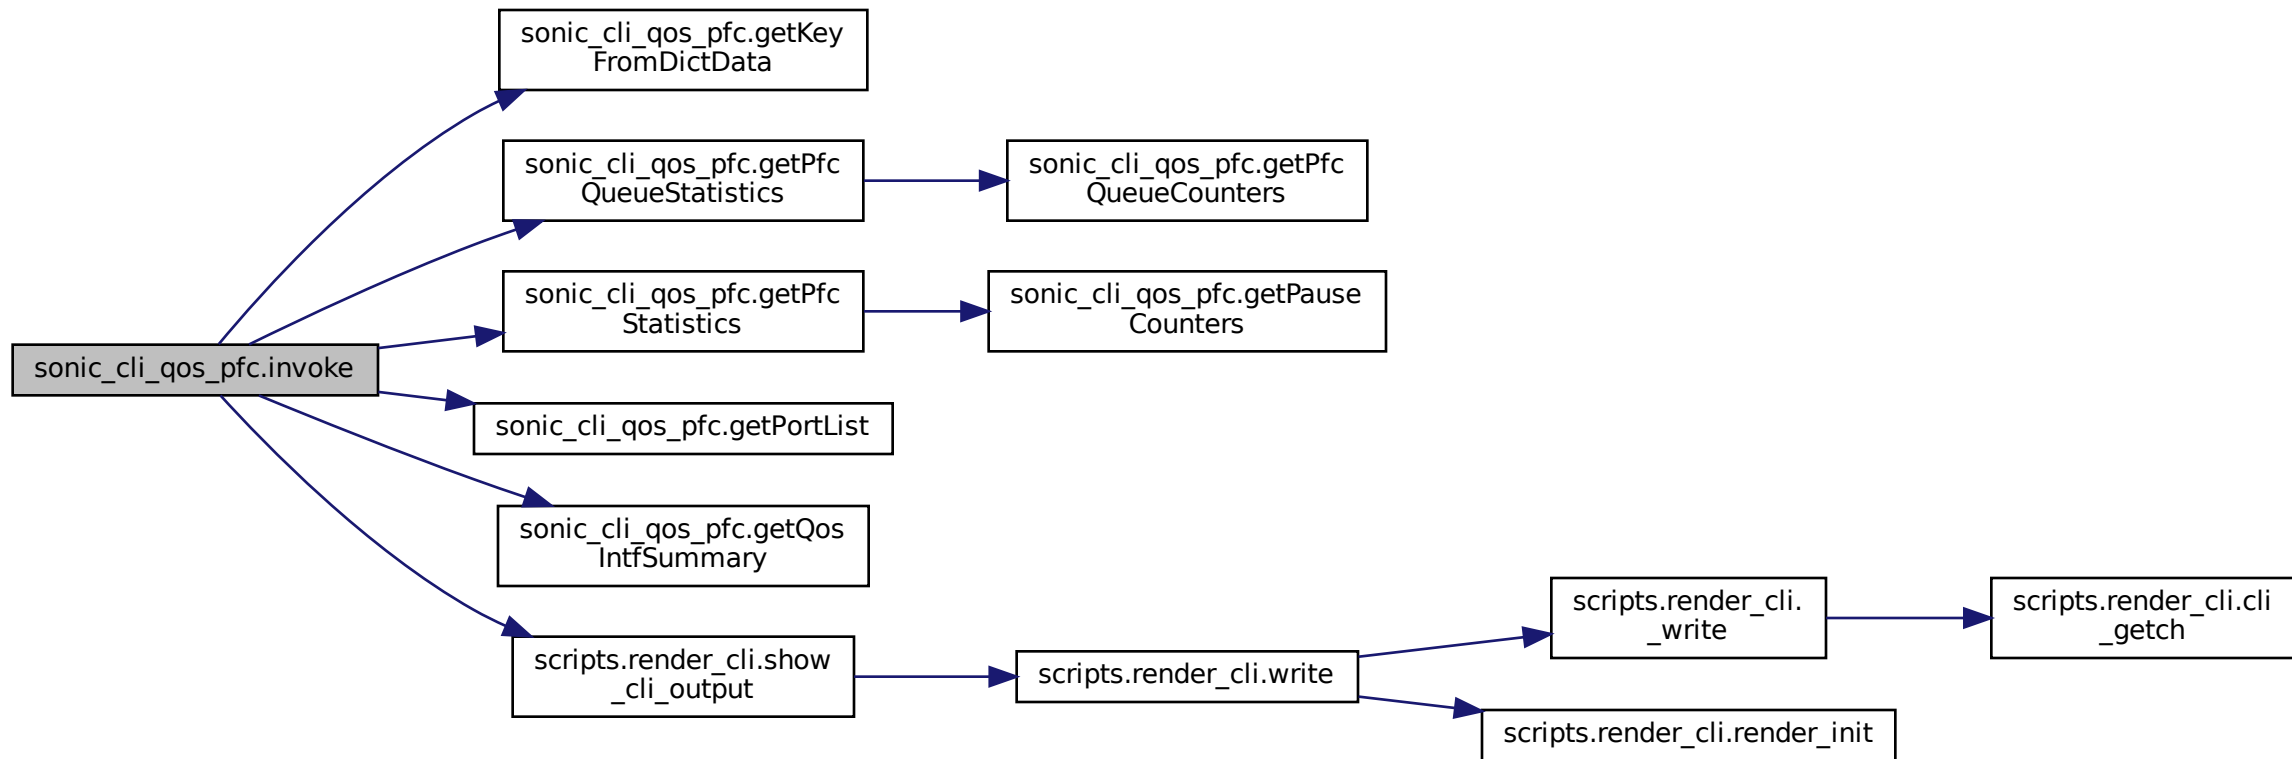 sonic_cli_qos_pfc.getKey
FromDictData
sonic_cli_qos_pfc.getPfc
QueueStatistics
sonic_cli_qos_pfc.getPfc
QueueCounters
sonic_cli_qos_pfc.getPfc
Statistics
sonic_cli_qos_pfc.getPause
Counters
sonic_cli_qos_pfc.invoke
sonic_cli_qos_pfc.getPortList
sonic_cli_qos_pfc.getQos
IntfSummary
scripts.render_cli.show
_cli_output
scripts.render_cli.write
scripts.render_cli.
_write
scripts.render_cli.cli
_getch
scripts.render_cli.render_init